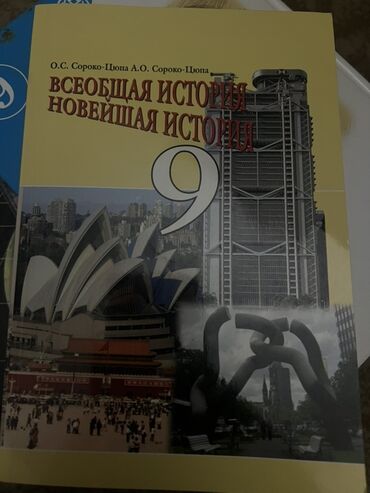 О.С. Сороко-Цюпа А.О. Сороко-Цюпа
ВСЕОБЩАЯ ИСТОРИЯ
НОВЕЙШАЯ ИСТОРИЯ
9